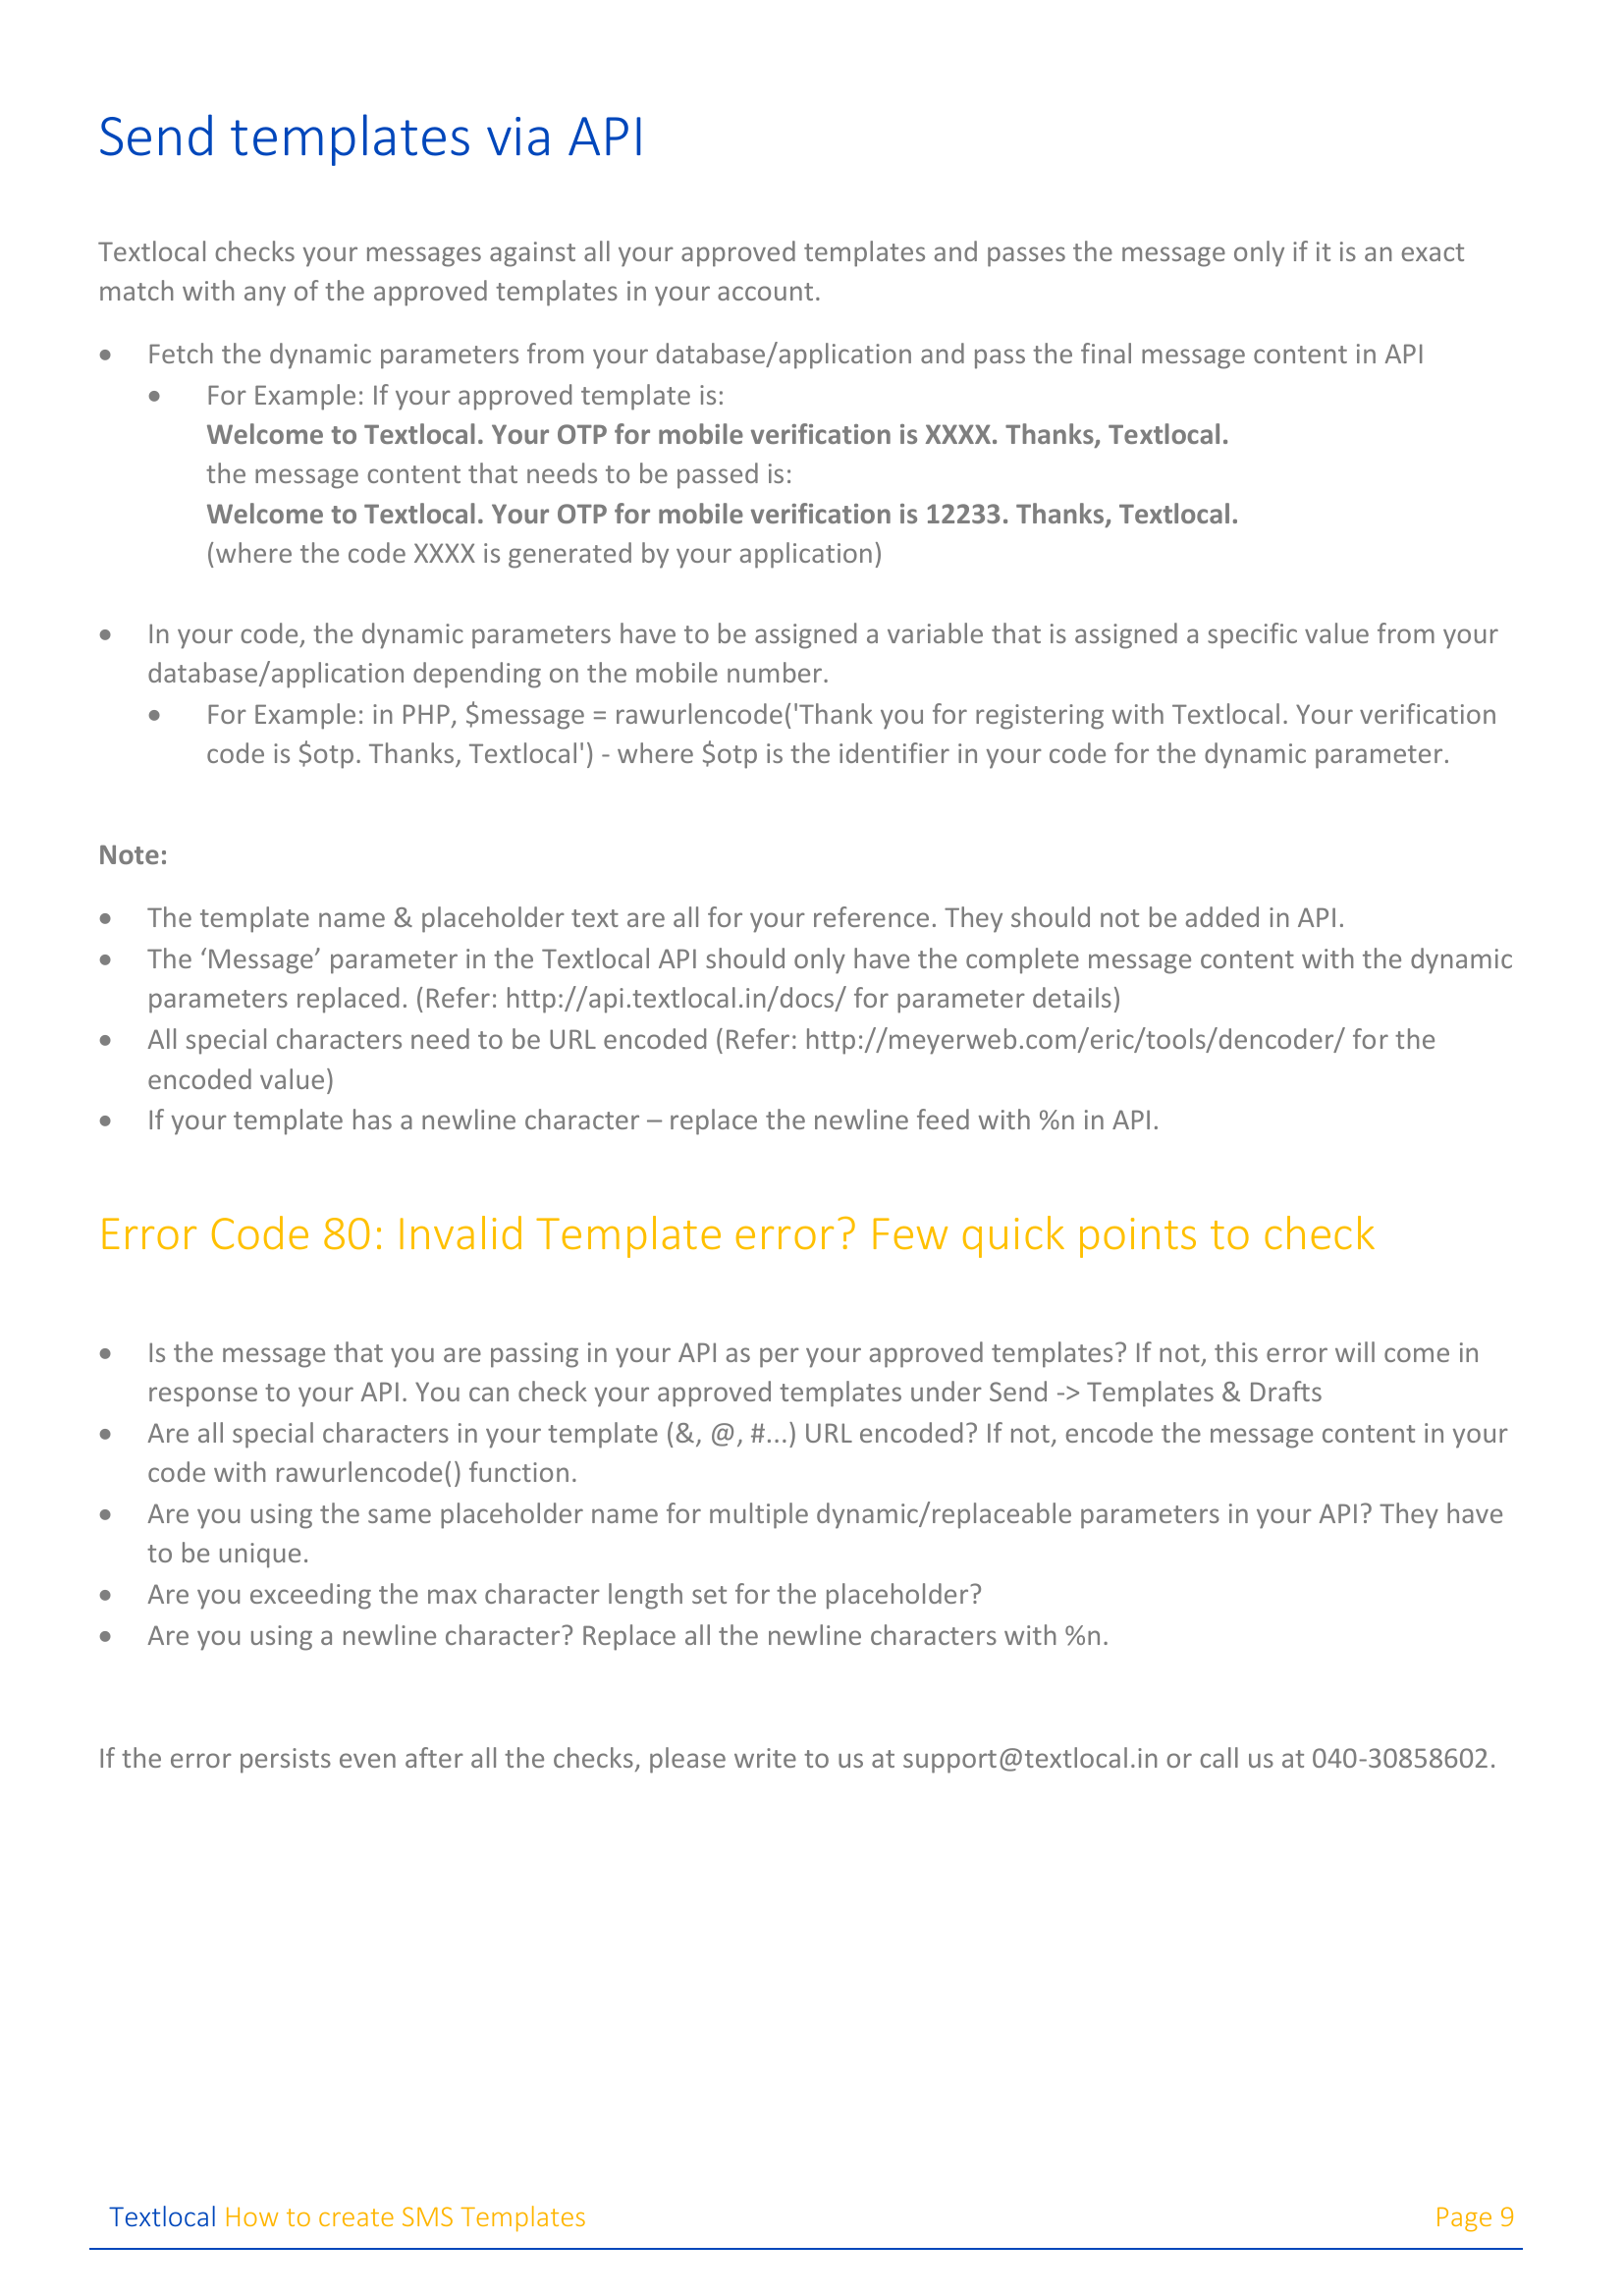 Send templates via API
Textlocal checks your messages against all your approved templates and passes the message only if it is an exact
match with any of the approved templates in your account.
• Fetch the dynamic parameters from your database/application and pass the final message content in API
• For Example: If your approved template is:
Welcome to Textlocal. Your OTP for mobile verification is XXXX. Thanks, Textlocal.
the message content that needs to be passed is:
Welcome to Textlocal. Your OTP for mobile verification is 12233. Thanks, Textlocal.
(where the code XXXX is generated by your application)
• In your code, the dynamic parameters have to be assigned a variable that is assigned a specific value from your
database/application depending on the mobile number.
• For Example: in PHP, $message = rawurlencode('Thank you for registering with Textlocal. Your verification
code is $otp. Thanks, Textlocal') - where $otp is the identifier in your code for the dynamic parameter.
Note:
• The template name & placeholder text are all for your reference. They should not be added in API.
• The ‘Message’ parameter in the Textlocal API should only have the complete message content with the dynamic
parameters replaced. (Refer: http://api.textlocal.in/docs/ for parameter details)
• All special characters need to be URL encoded (Refer: http://meyerweb.com/eric/tools/dencoder/ for the
encoded value)
• If your template has a newline character – replace the newline feed with %n in API.
Error Code 80: Invalid Template error? Few quick points to check
• Is the message that you are passing in your API as per your approved templates? If not, this error will come in
response to your API. You can check your approved templates under Send -> Templates & Drafts
• Are all special characters in your template (&, @, #...) URL encoded? If not, encode the message content in your
code with rawurlencode() function.
• Are you using the same placeholder name for multiple dynamic/replaceable parameters in your API? They have
to be unique.
• Are you exceeding the max character length set for the placeholder?
• Are you using a newline character? Replace all the newline characters with %n.
If the error persists even after all the checks, please write to us at support@textlocal.in or call us at 040-30858602.
Textlocal How to create SMS Templates Page 9